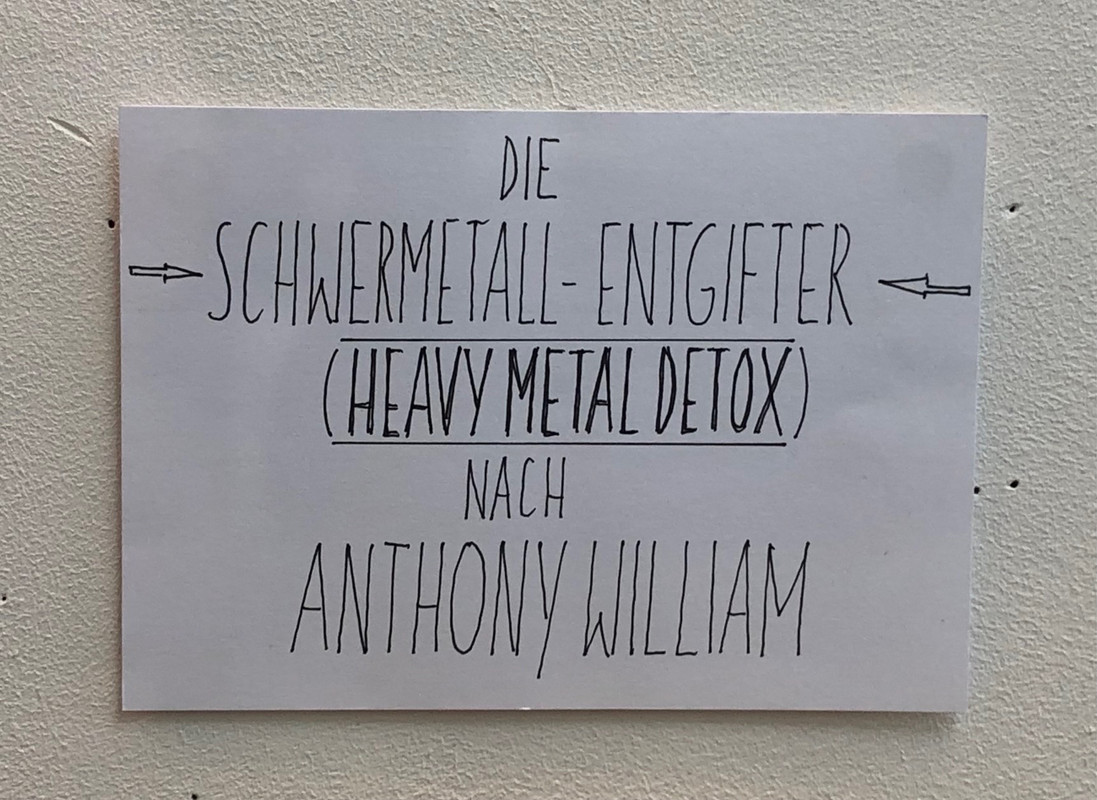 DIE
SCHWERMETALL-ENTGIFTER
(HEAVY METAL DETOX)
NACH
ANTHONY WILLIAM